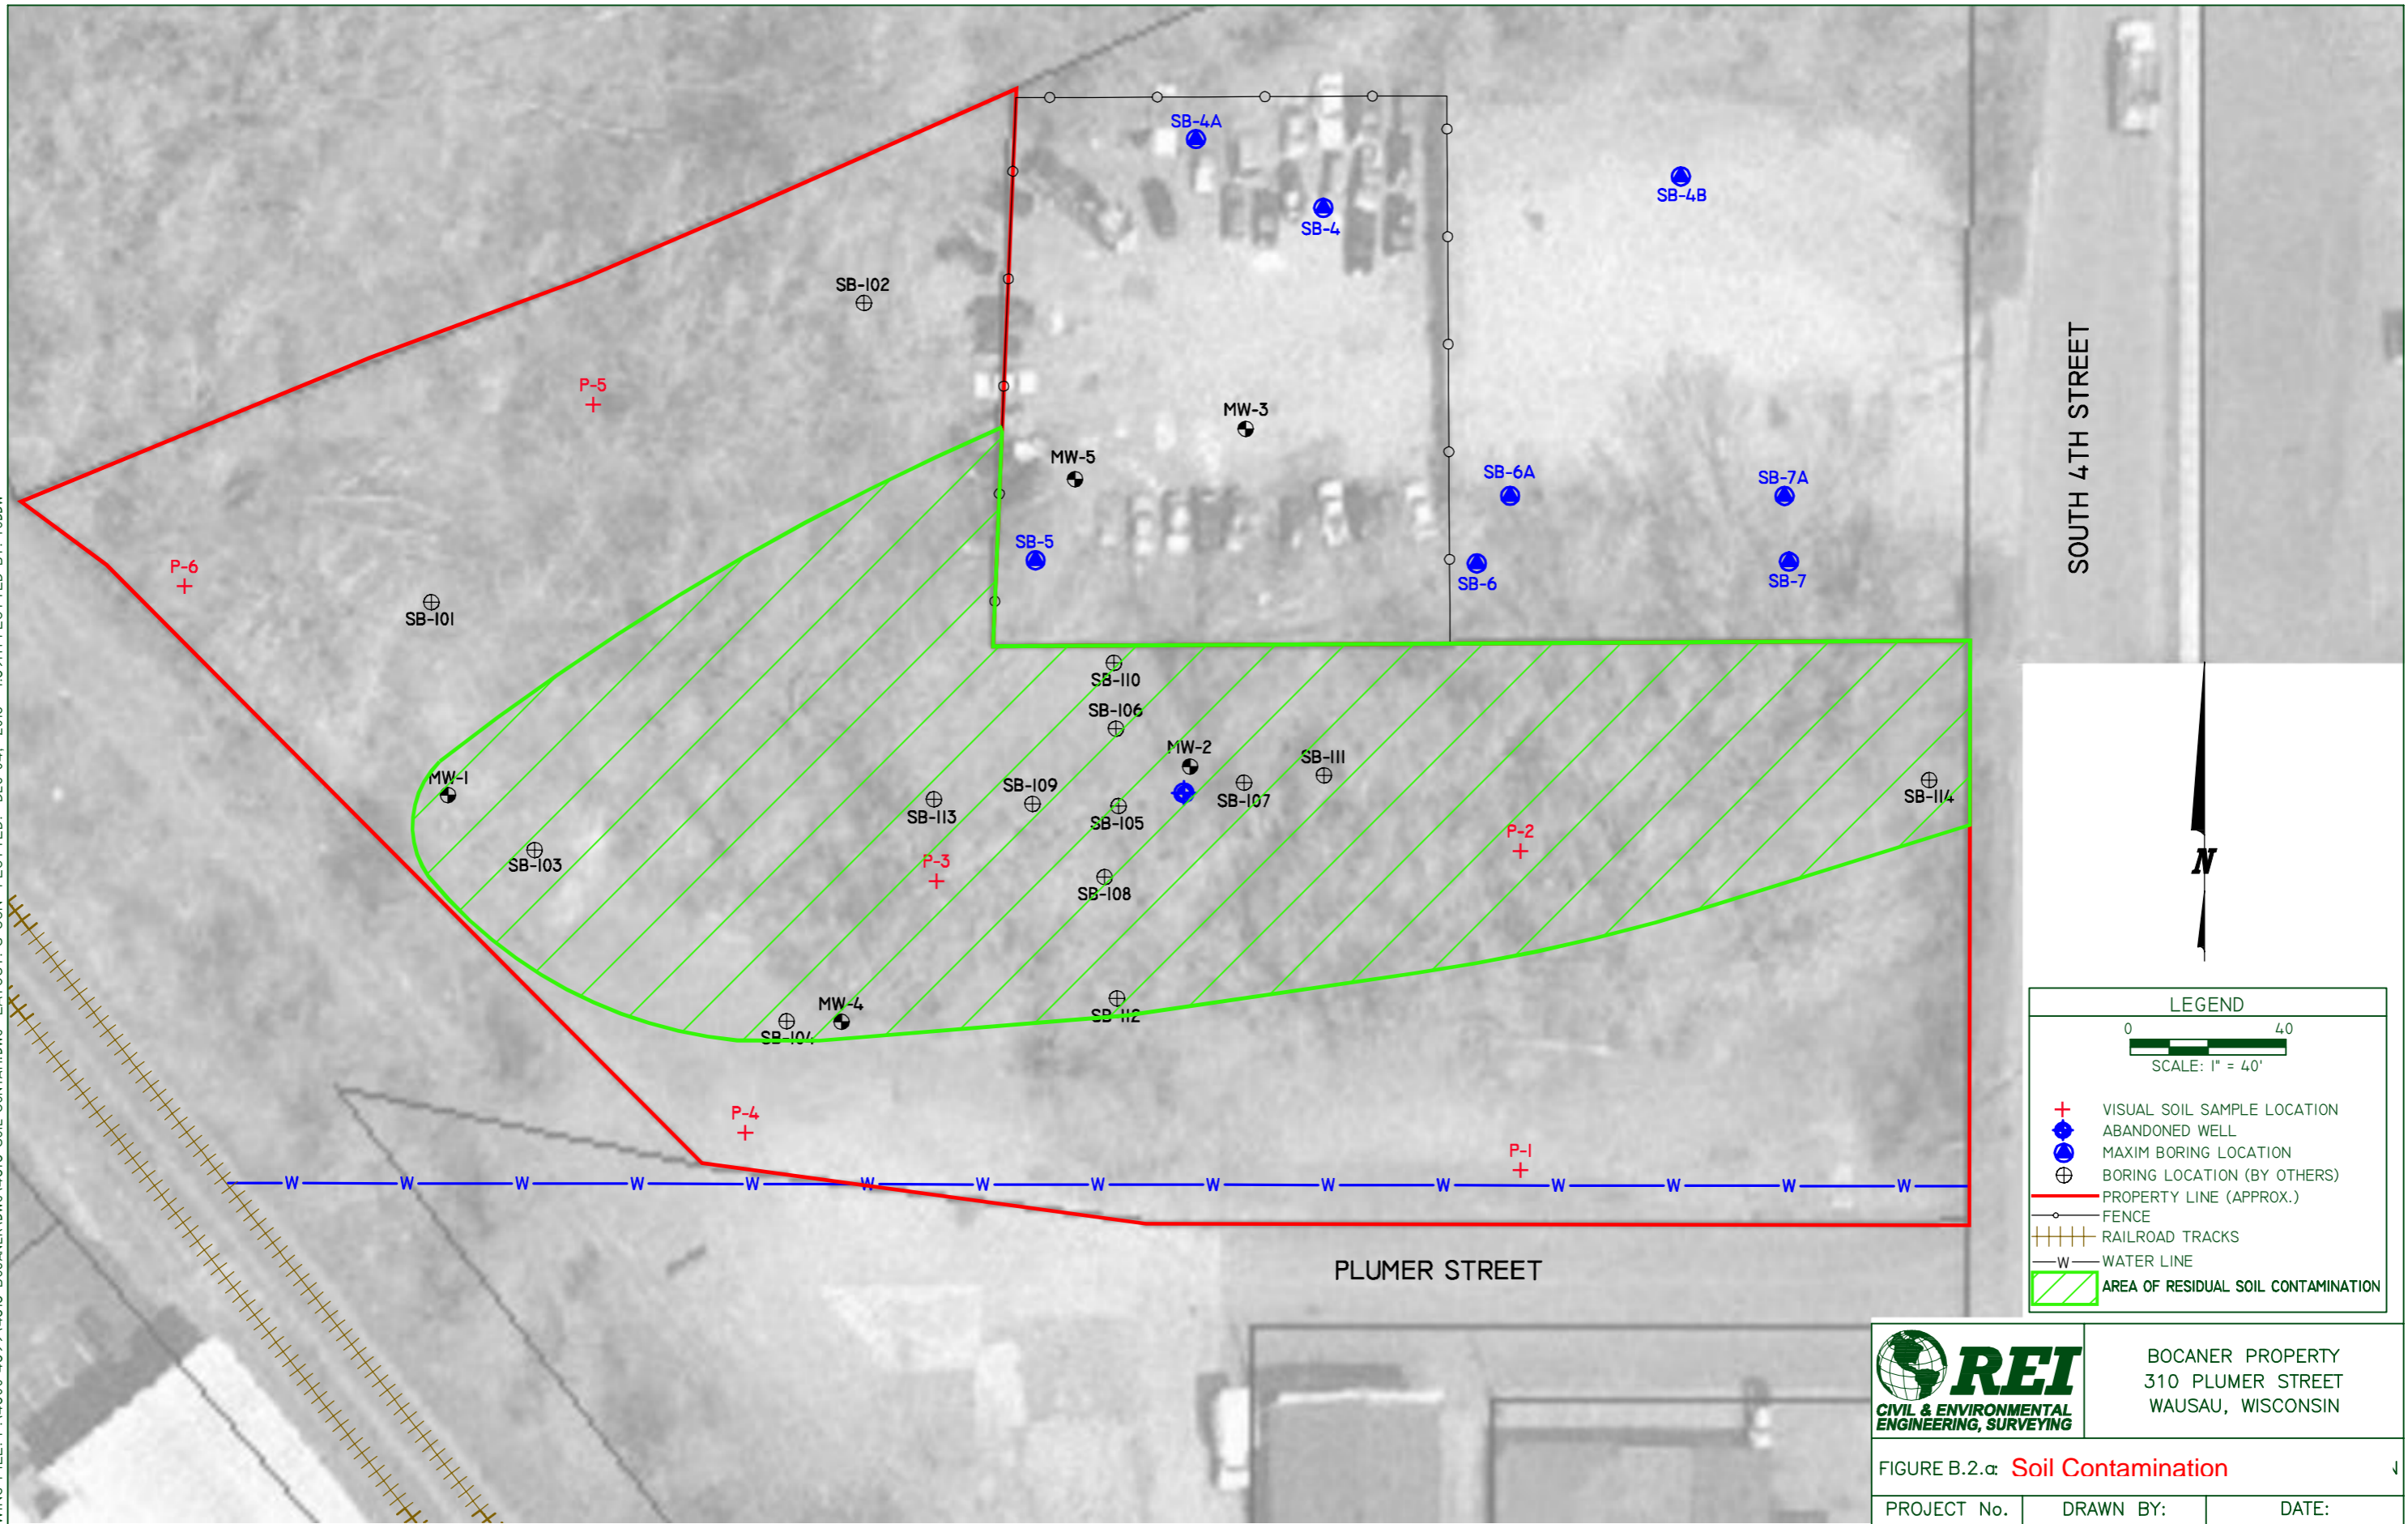 SB-4A
SB-4
SB-4B
SB-102
P-5
MW-3
MW-5
SB-6A
SB-7A
SB-5
SB-6
SB-7
P-6
SB-101
SOUTH 4TH STREET
SB-110
SB-106
MW-2
SB-111
MW-1
SB-109
SB-107
SB-114
SB-113
SB-105
P-2
SB-103
P-3
SB-108
MW-4
SB-104
SB-112
P-4
P-1
W W W W W W W W W W W W W W W
PLUMER STREET
N
LEGEND
0 40
SCALE: 1" = 40'
VISUAL SOIL SAMPLE LOCATION
ABANDONED WELL
MAXIM BORING LOCATION
BORING LOCATION (BY OTHERS)
PROPERTY LINE (APPROX.)
FENCE
RAILROAD TRACKS
W WATER LINE
AREA OF RESIDUAL SOIL CONTAMINATION
REI
CIVIL & ENVIRONMENTAL
ENGINEERING, SURVEYING
BOCANER PROPERTY
310 PLUMER STREET
WAUSAU, WISCONSIN
FIGURE B.2.a: Soil Contamination
PROJECT No. DRAWN BY: DATE: